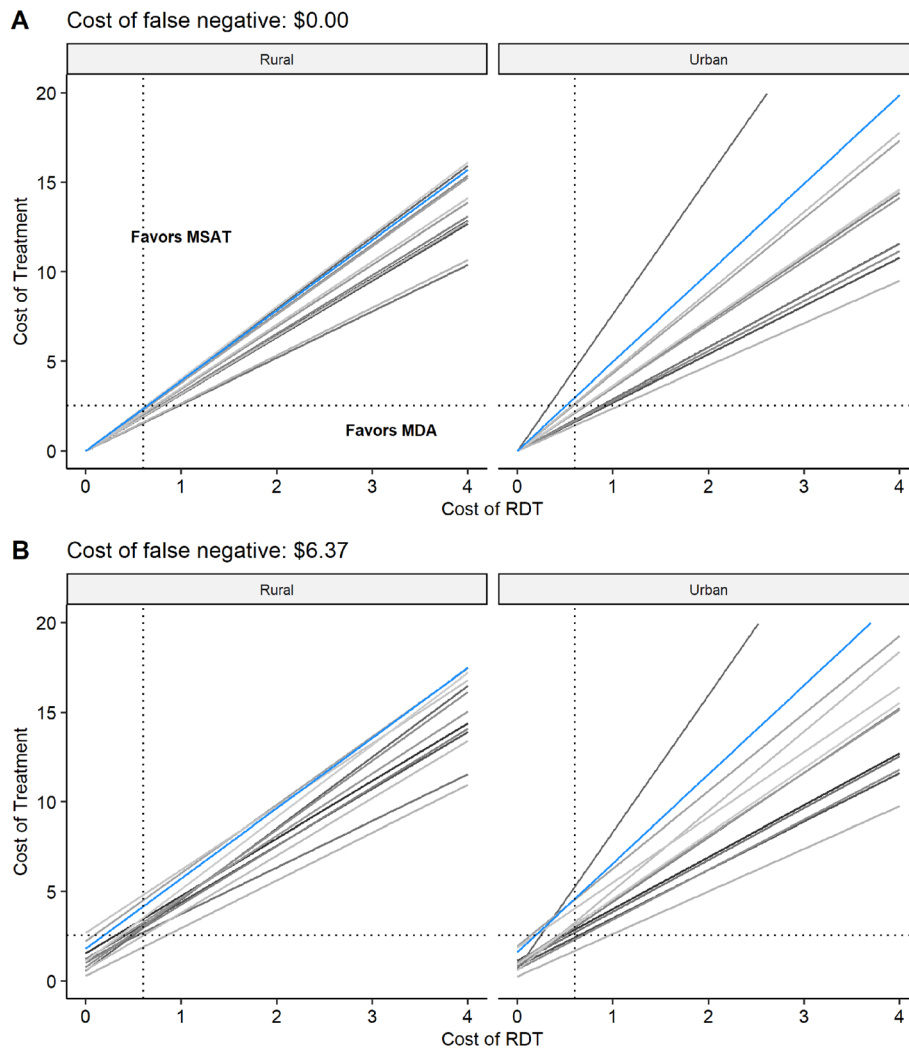 A Cost of false negative: $0.00
Rural
Urban
20
15
10
5
0
Cost of Treatment
Favors MSAT
Favors MDA
0 1 2 3 4
0 1 2 3 4
Cost of RDT
B Cost of false negative: $6.37
Rural
Urban
20
15
10
5
0
Cost of Treatment
0 1 2 3 4
0 1 2 3 4
Cost of RDT